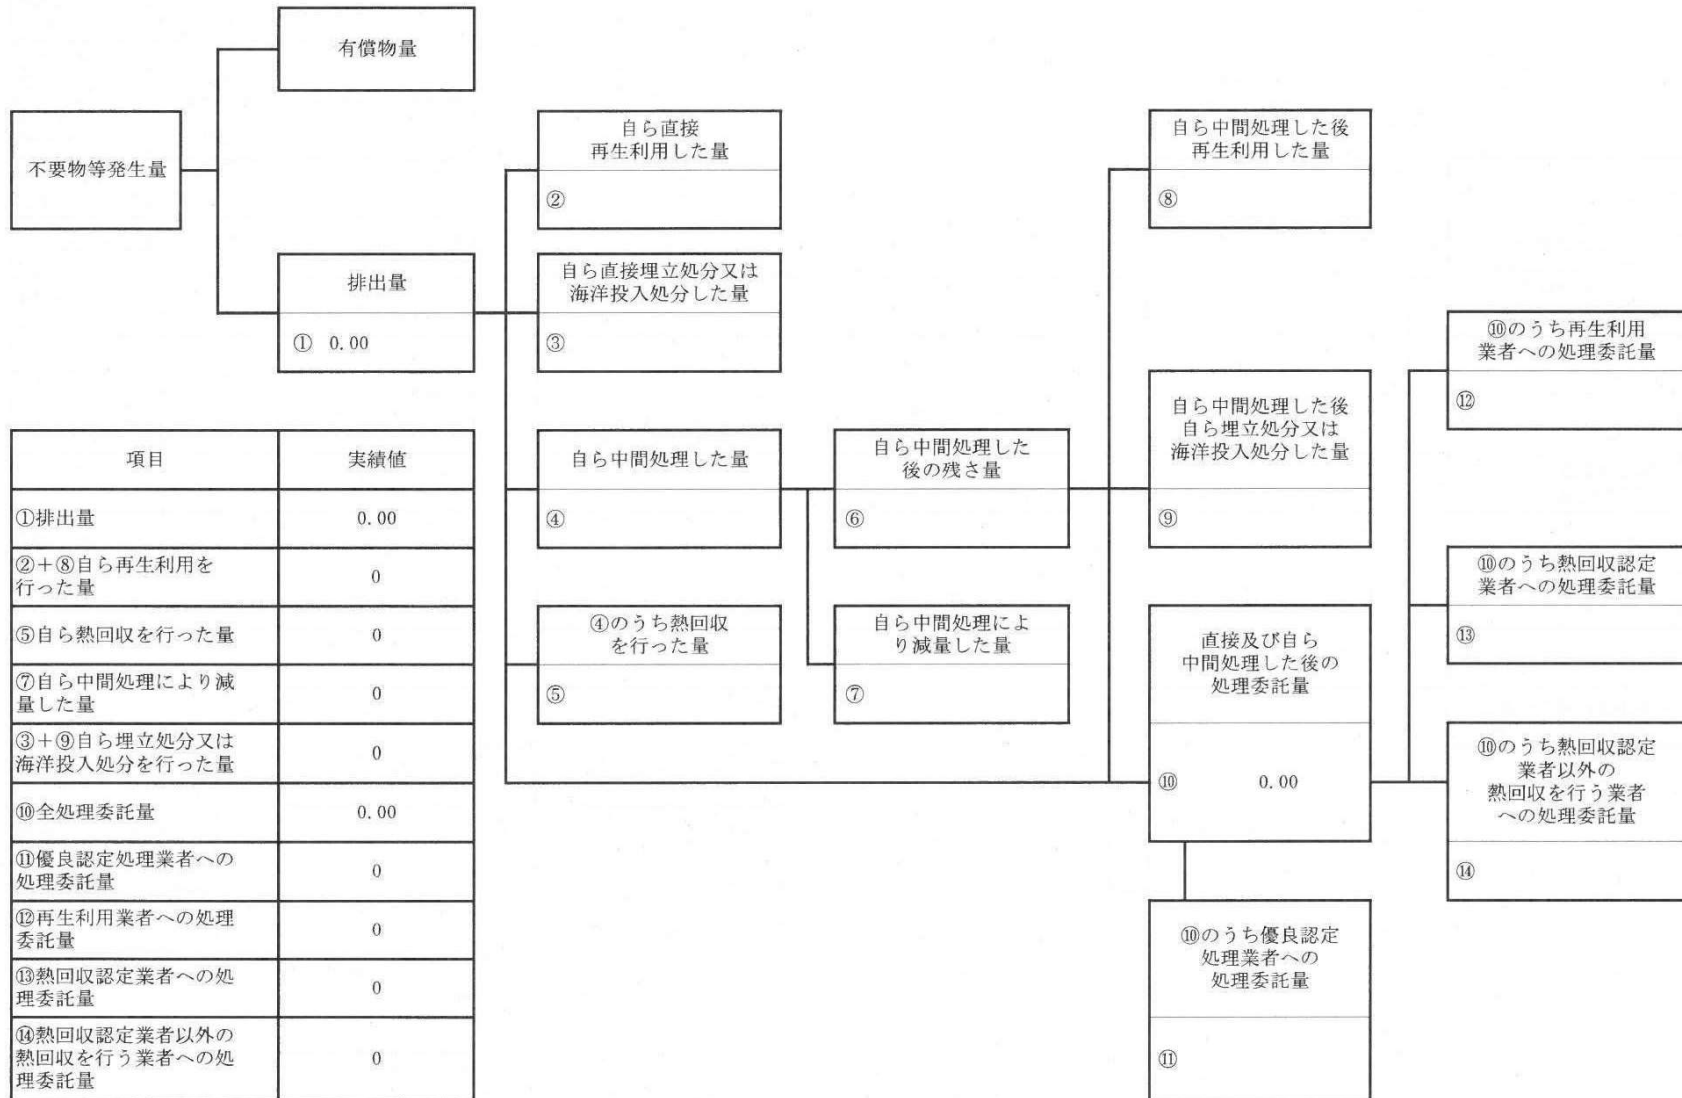 有償物量
不要物等発生量
排出量
① 0.00
自ら直接
再生利用した量
②
自ら直接埋立処分又は
海洋投入処分した量
③
自ら中間処理した量
④
④のうち熱回収
を行った量
⑤
自ら中間処理した
後の残さ量
⑥
自ら中間処理によ
り減量した量
⑦
自ら中間処理した後
再生利用した量
⑧
自ら中間処理した後
自ら埋立処分又は
海洋投入処分した量
⑨
直接及び自ら
中間処理した後の
処理委託量
⑩ 0.00
⑩のうち優良認定
処理業者への
処理委託量
⑪
⑩のうち再生利用
業者への処理委託量
⑫
⑩のうち熱回収認定
業者への処理委託量
⑬
⑩のうち熱回収認定
業者以外の
熱回収を行う業者
への処理委託量
⑭
項目 実績値
①排出量 0.00
②+⑧自ら再生利用を
行った量 0
⑤自ら熱回収を行った量 0
⑦自ら中間処理により減
量した量 0
③+⑨自ら埋立処分又は
海洋投入処分を行った量 0
⑩全処理委託量 0.00
⑪優良認定処理業者への
処理委託量 0
⑫再生利用業者への処理
委託量 0
⑬熱回収認定業者への処
理委託量 0
⑭熱回収認定業者以外の
熱回収を行う業者への処 0
理委託量